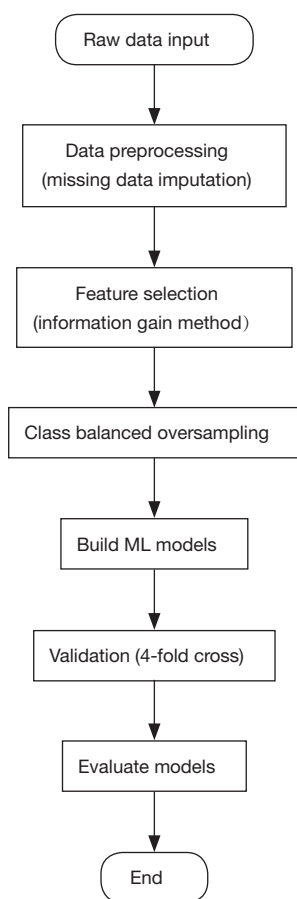 Raw data input
Data preprocessing
(missing data imputation)
Feature selection
(information gain method）
Class balanced oversampling
Build ML models
Validation (4-fold cross)
Evaluate models
End